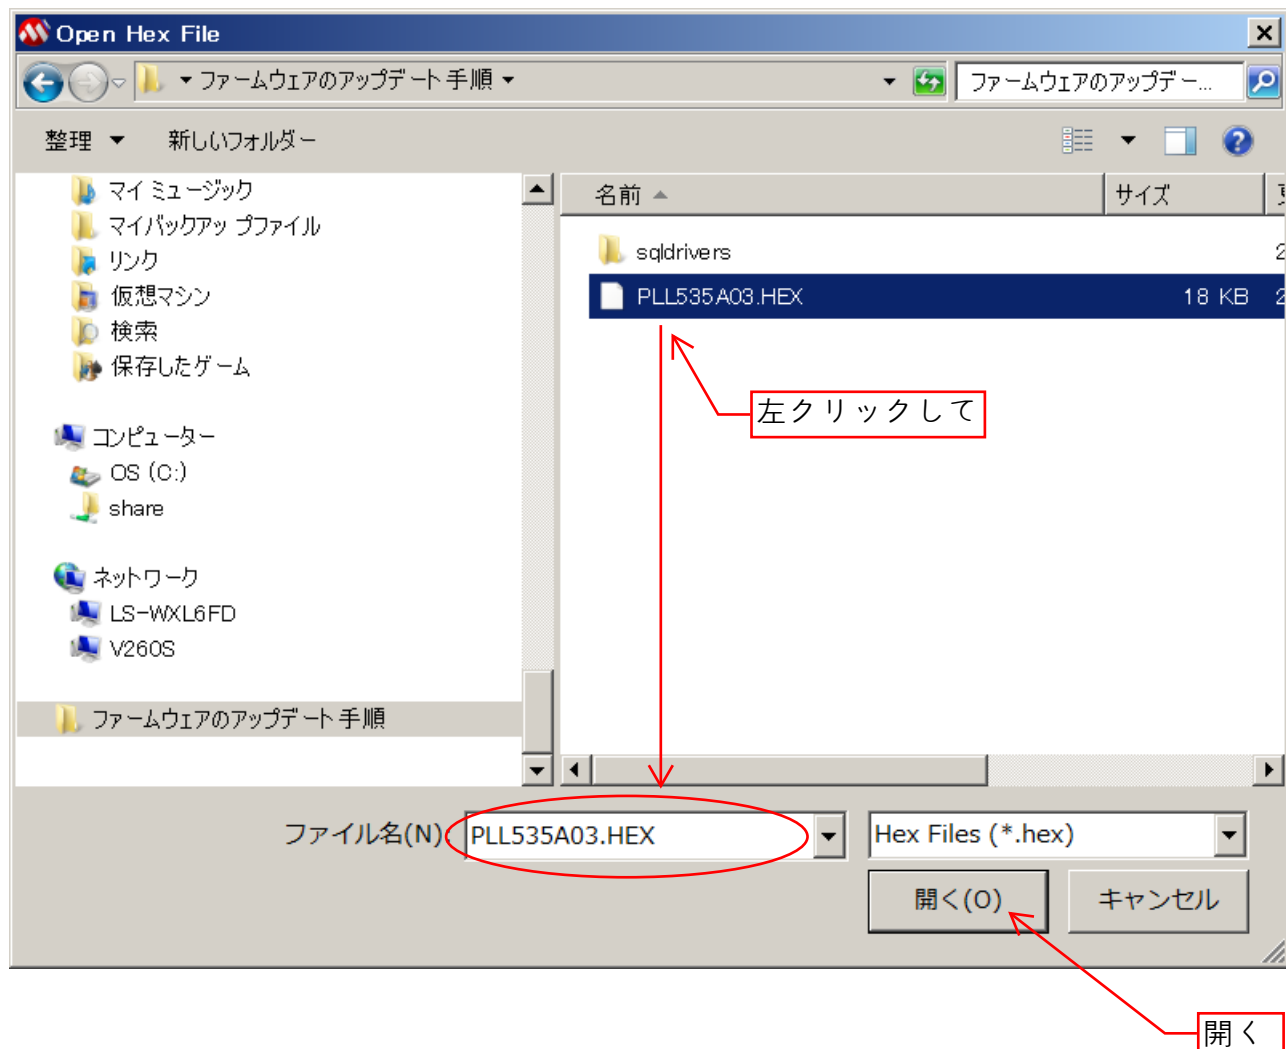 Open Hex File
ファームウェアのアップデート手順
ファームウェアのアップデー...
整理
新しいフォルダー
マイ ミュージック
マイバックアップファイル
リンク
仮想マシン
検索
保存したゲーム
コンピューター
OS (C:)
share
ネットワーク
LS-WXL6FD
V260S
ファームウェアのアップデート手順
名前
サイズ
sqldrivers
2
PLL535A03.HEX 18 KB 2
左クリックして
ファイル名(N): PLL535A03.HEX
Hex Files (*.hex)
開く(O)
キャンセル
開く